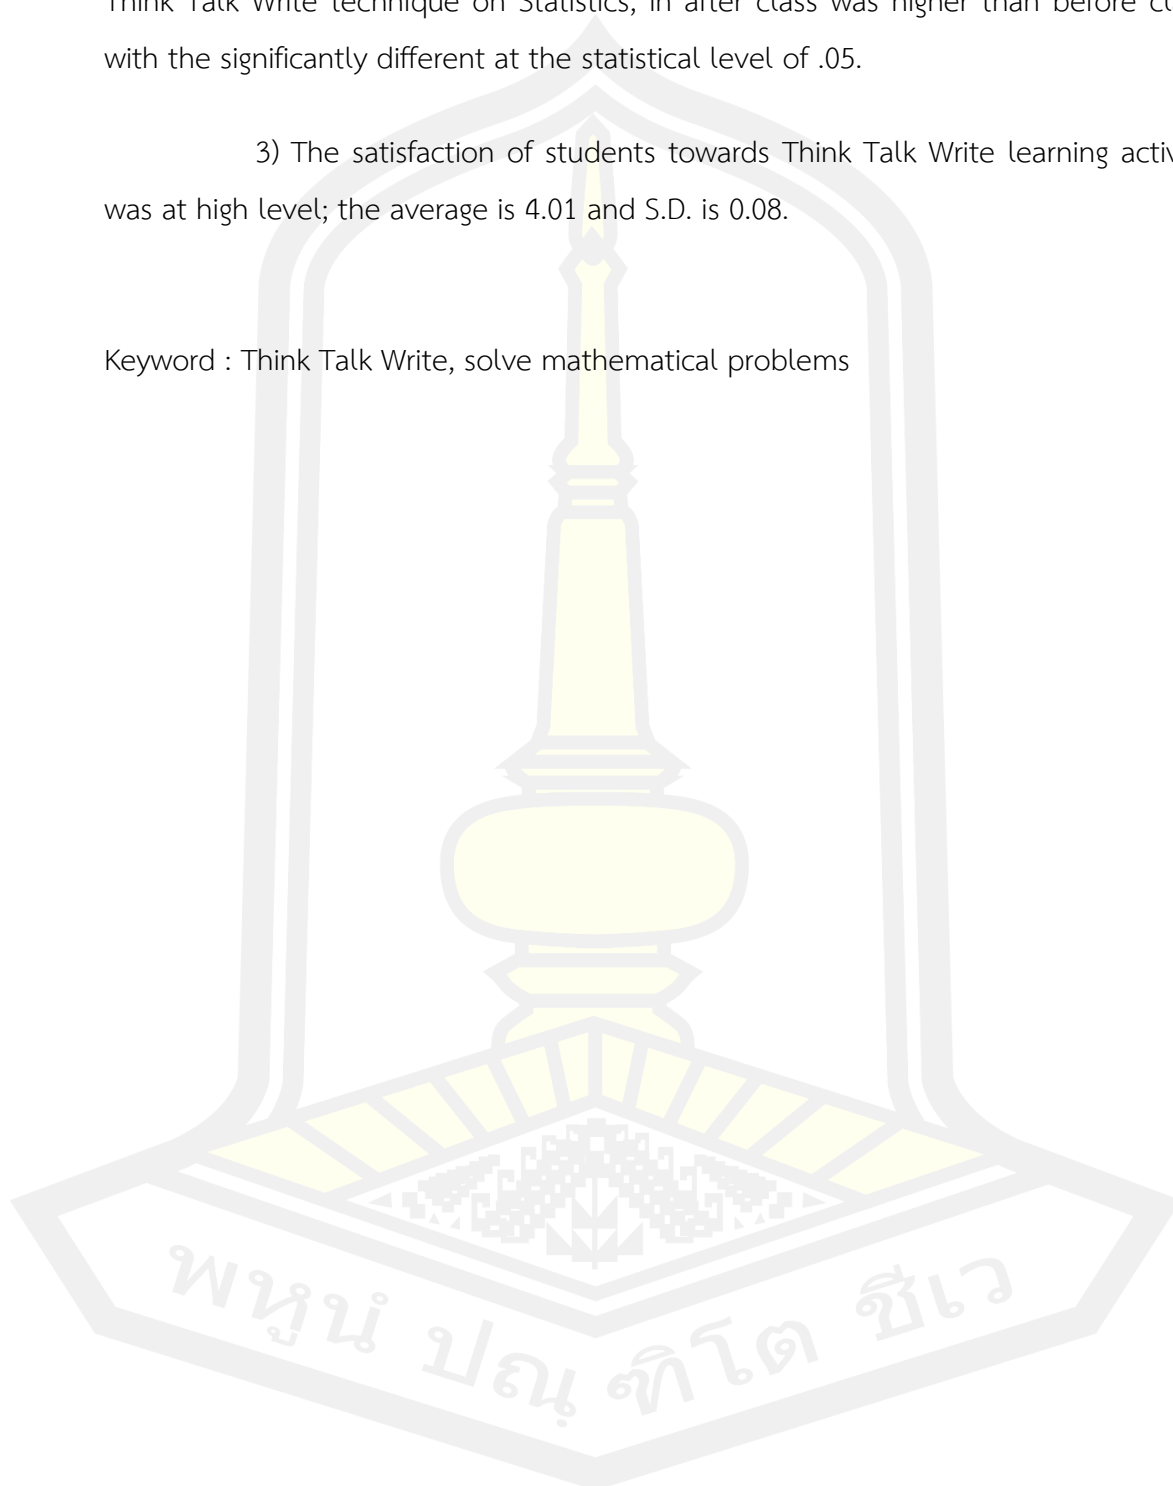 Think Talk Write technique on Statistics, in after class was higher than before
with the significantly different at the statistical level of .05.
3) The satisfaction of students towards Think Talk Write learning
was at high level; the average is 4.01 and S.D. is 0.08.
Keyword : Think Talk Write, solve mathematical problems
พหูนํ ปณฺฑิโต ชีเว